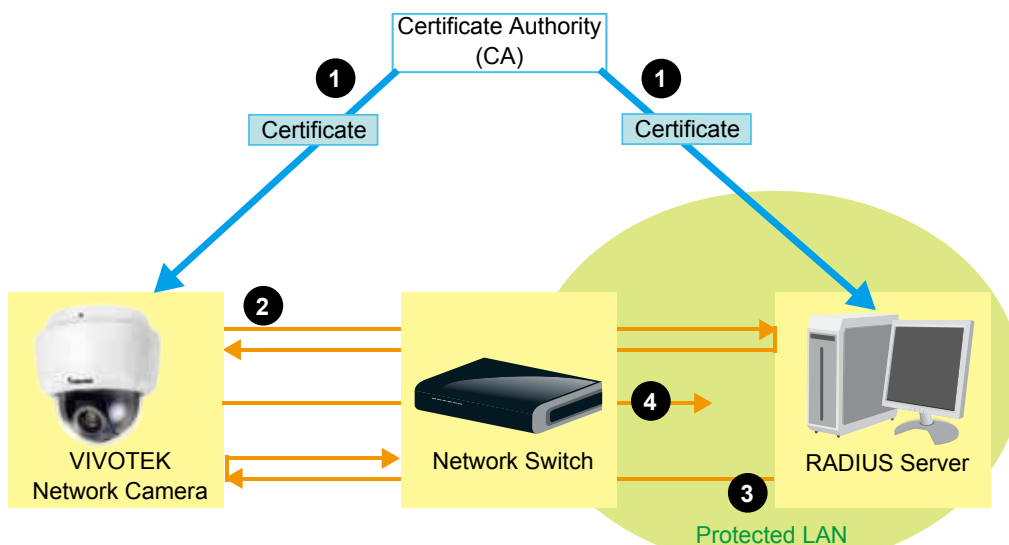 Certificate Authority
(CA)
1
1
Certificate
Certificate
2
4
VIVOTEK
Network Camera
Network Switch
RADIUS Server
3
Protected LAN